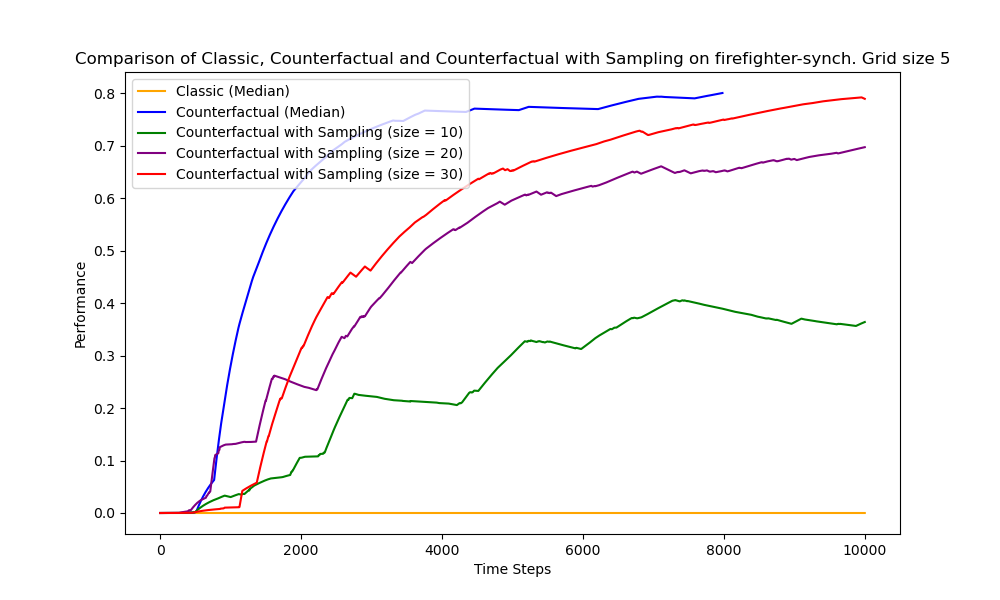 Comparison of Classic, Counterfactual and Counterfactual with Sampling on firefighter-synch. Grid size 5
Classic (Median)
Counterfactual (Median)
Counterfactual with Sampling (size = 10)
Counterfactual with Sampling (size = 20)
Counterfactual with Sampling (size = 30)
Performance
0.8
0.7
0.6
0.5
0.4
0.3
0.2
0.1
0.0
0
2000
4000
6000
8000
10000
Time Steps